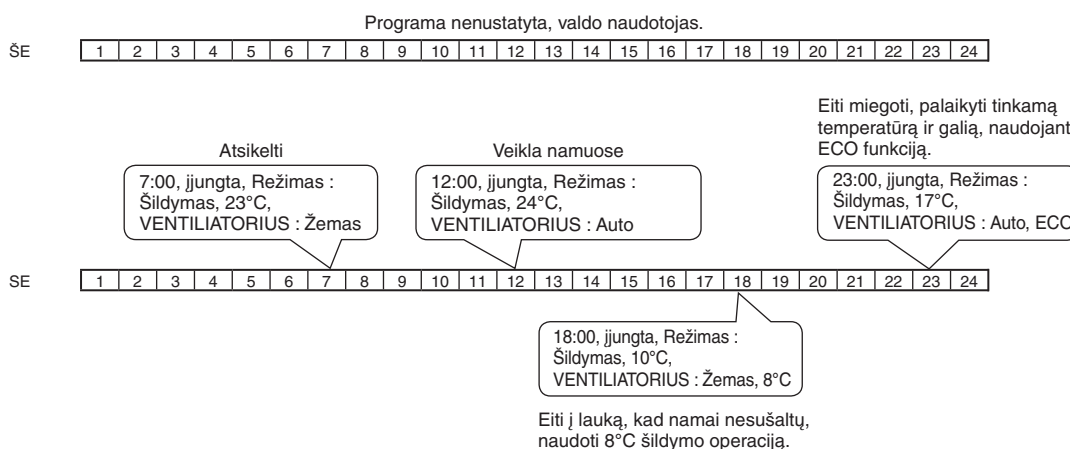 Programa nenustatyta, valdo naudotojas.
ŠE 1 2 3 4 5 6 7 8 9 10 11 12 13 14 15 16 17 18 19 20 21 22 23 24
Eiti miegoti, palaikyti tinkamą
temperatūrą ir galią, naudojant
ECO funkciją.
Atsikelti
7:00, įjungta, Režimas :
Šildymas, 23°C,
VENTILIATORIUS : Žemas
Veikla namuose
12:00, įjungta, Režimas :
Šildymas, 24°C,
VENTILIATORIUS : Auto
23:00, įjungta, Režimas :
Šildymas, 17°C,
VENTILIATORIUS : Auto, ECO
SE 1 2 3 4 5 6 7 8 9 10 11 12 13 14 15 16 17 18 19 20 21 22 23 24
18:00, įjungta, Režimas :
Šildymas, 10°C,
VENTILIATORIUS : Žemas, 8°C
Eiti į lauką, kad namai nesušaltų,
naudoti 8°C šildymo operaciją.